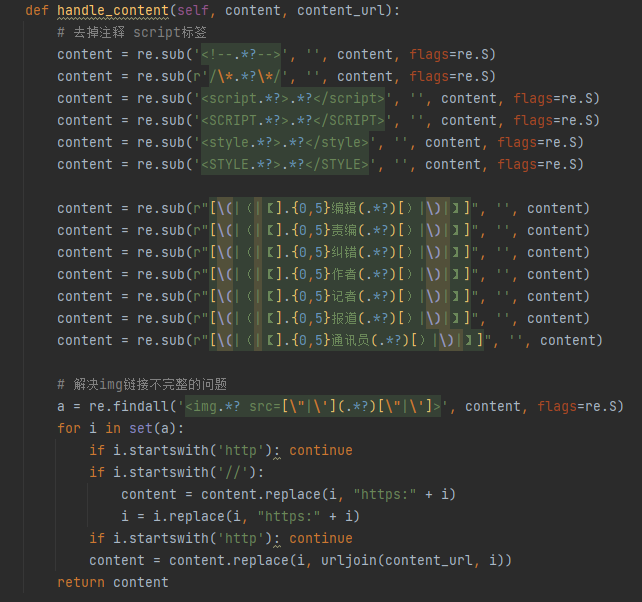 def handle_content(self, content, content_url):
    # 去掉注释 script标签
    content = re.sub('<!--.*?-->', '', content, flags=re.S)
    content = re.sub(r'/\*.*?\*/', '', content, flags=re.S)
    content = re.sub('<script.*?>.*?</script>', '', content, flags=re.S)
    content = re.sub('<SCRIPT.*?>.*?</SCRIPT>', '', content, flags=re.S)
    content = re.sub('<style.*?>.*?</style>', '', content, flags=re.S)
    content = re.sub('<STYLE.*?>.*?</STYLE>', '', content, flags=re.S)
    content = re.sub(r"[\(|（|【].{0,5}编辑(.*?)[）|\)|】]", '', content)
    content = re.sub(r"[\(|（|【].{0,5}责编(.*?)[）|\)|】]", '', content)
    content = re.sub(r"[\(|（|【].{0,5}纠错(.*?)[）|\)|】]", '', content)
    content = re.sub(r"[\(|（|【].{0,5}作者(.*?)[）|\)|】]", '', content)
    content = re.sub(r"[\(|（|【].{0,5}记者(.*?)[）|\)|】]", '', content)
    content = re.sub(r"[\(|（|【].{0,5}报道(.*?)[）|\)|】]", '', content)
    content = re.sub(r"[\(|（|【].{0,5}通讯员(.*?)[）|\)|】]", '', content)
    # 解决img链接不完整的问题
    a = re.findall('<img.*? src=[\"|\'](.*?)[\"|\']>', content, flags=re.S)
    for i in set(a):
        if i.startswith('http'): continue
        if i.startswith('//'):
            content = content.replace(i, "https:" + i)
            i = i.replace(i, "https:" + i)
        if i.startswith('http'): continue
        content = content.replace(i, urljoin(content_url, i))
    return content